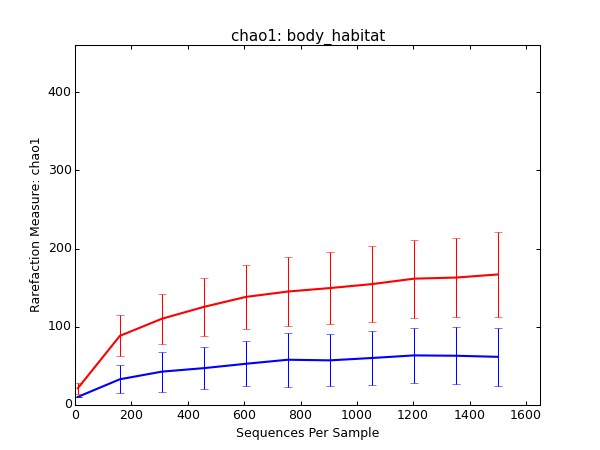 chao1: body_habitat
Rarefaction Measure: chao1
400
300
200
100
0
0 200 400 600 800 1000 1200 1400 1600
Sequences Per Sample